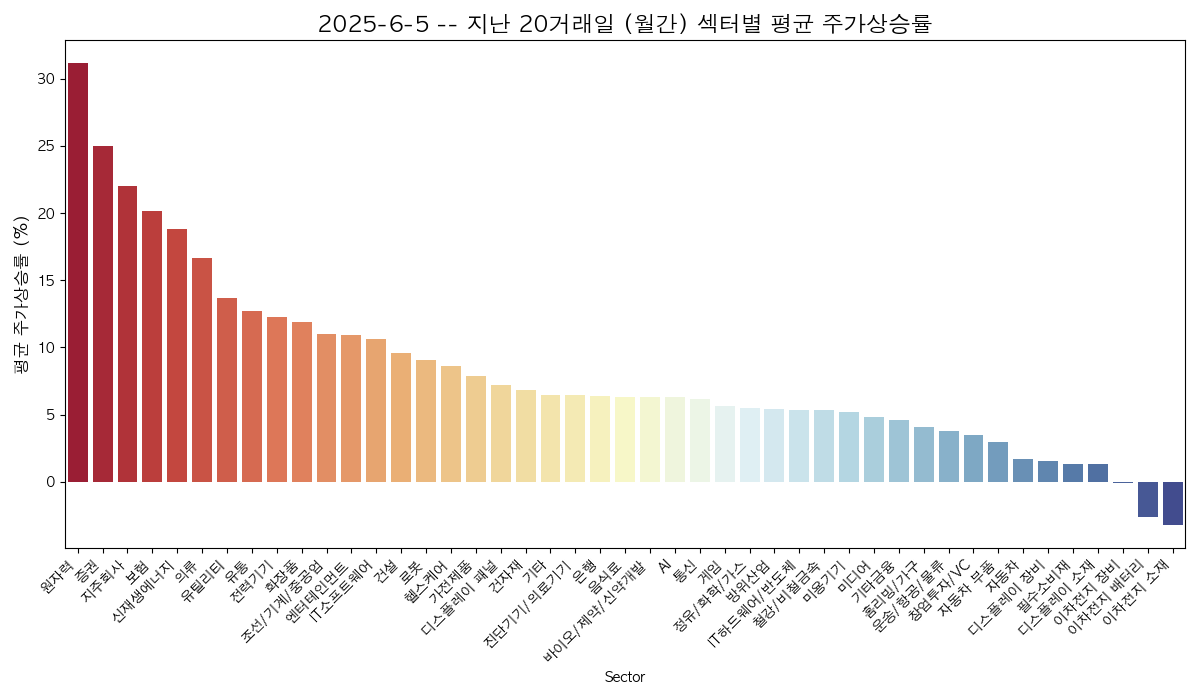 2025-6-5 -- 지난 20거래일 (월간) 섹터별 평균 주가상승률
평균 주가상승률 (%)
30
25
20
15
10
5
0
원자력
증권
지주회사
보험
신재생에너지
의류
유틸리티
유통
전력기기
화장품
조선/기계/중공업
엔터테인먼트
IT소프트웨어
건설
로봇
헬스케어
가전제품
디스플레이 패널
건자재
기타
진단기기/의료기기
은행
음식료
바이오/제약/신약개발
AI
통신
게임
정유/화학/가스
방위산업
IT하드웨어/반도체
철강/비철금속
미용기기
미디어
기타금융
홈리빙/가구
운송/항공/물류
창업투자/VC
자동차 부품
자동차
디스플레이 장비
필수소비재
디스플레이 소재
이차전지 장비
이차전지 배터리
이차전지 소재
Sector